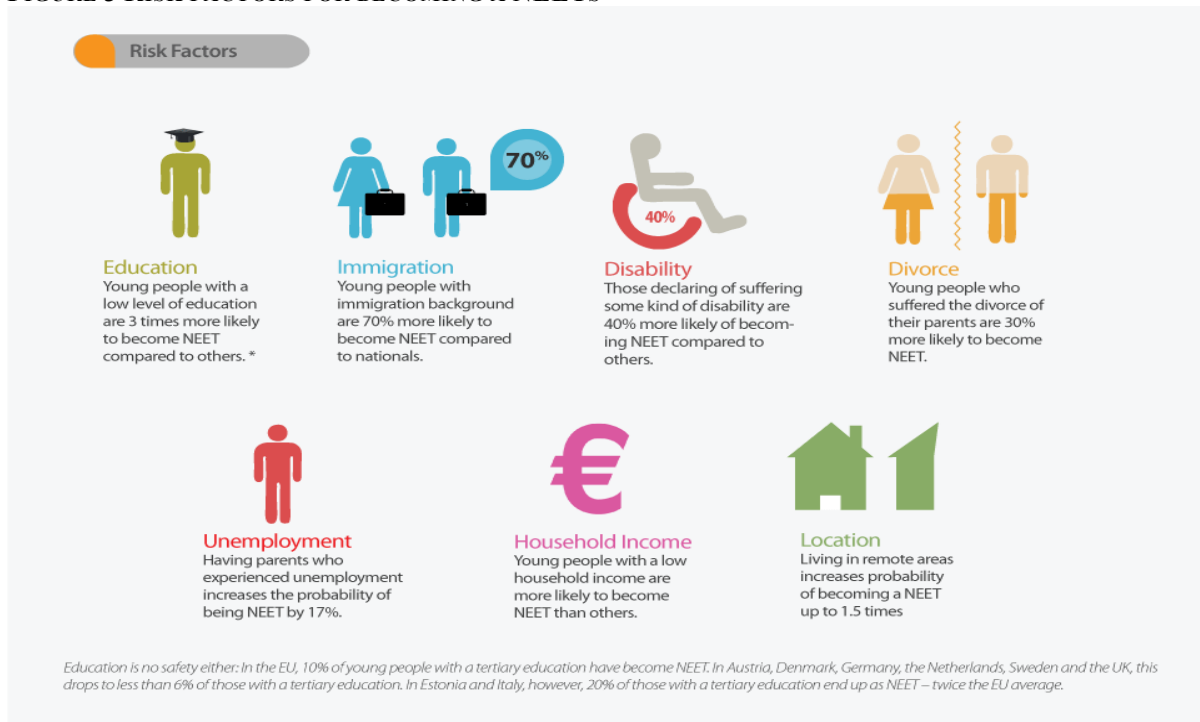 FIGURE 3 RISK FACTORS FOR BECOMING A NEETS
Risk Factors
70%
40%
Education
Young people with a
low level of education
are 3 times more likely
to become NEET
compared to others. *
Immigration
Young people with
immigration background
are 70% more likely to
become NEET compared
to nationals.
Disability
Those declaring of suffering
some kind of disability are
40% more likely of becom-
ing NEET compared to
others.
Divorce
Young people who
suffered the divorce of
their parents are 30%
more likely to become
NEET.
Unemployment
Having parents who
experienced unemployment
increases the probability of
being NEET by 17%.
Household Income
Young people with a low
household income are
more likely to become
NEET than others.
Location
Living in remote areas
increases probability
of becoming a NEET
up to 1.5 times
Education is no safety either: In the EU, 10% of young people with a tertiary education have become NEET. In Austria, Denmark, Germany, the Netherlands, Sweden and the UK, this
drops to less than 6% of those with a tertiary education. In Estonia and Italy, however, 20% of those with a tertiary education end up as NEET – twice the EU average.